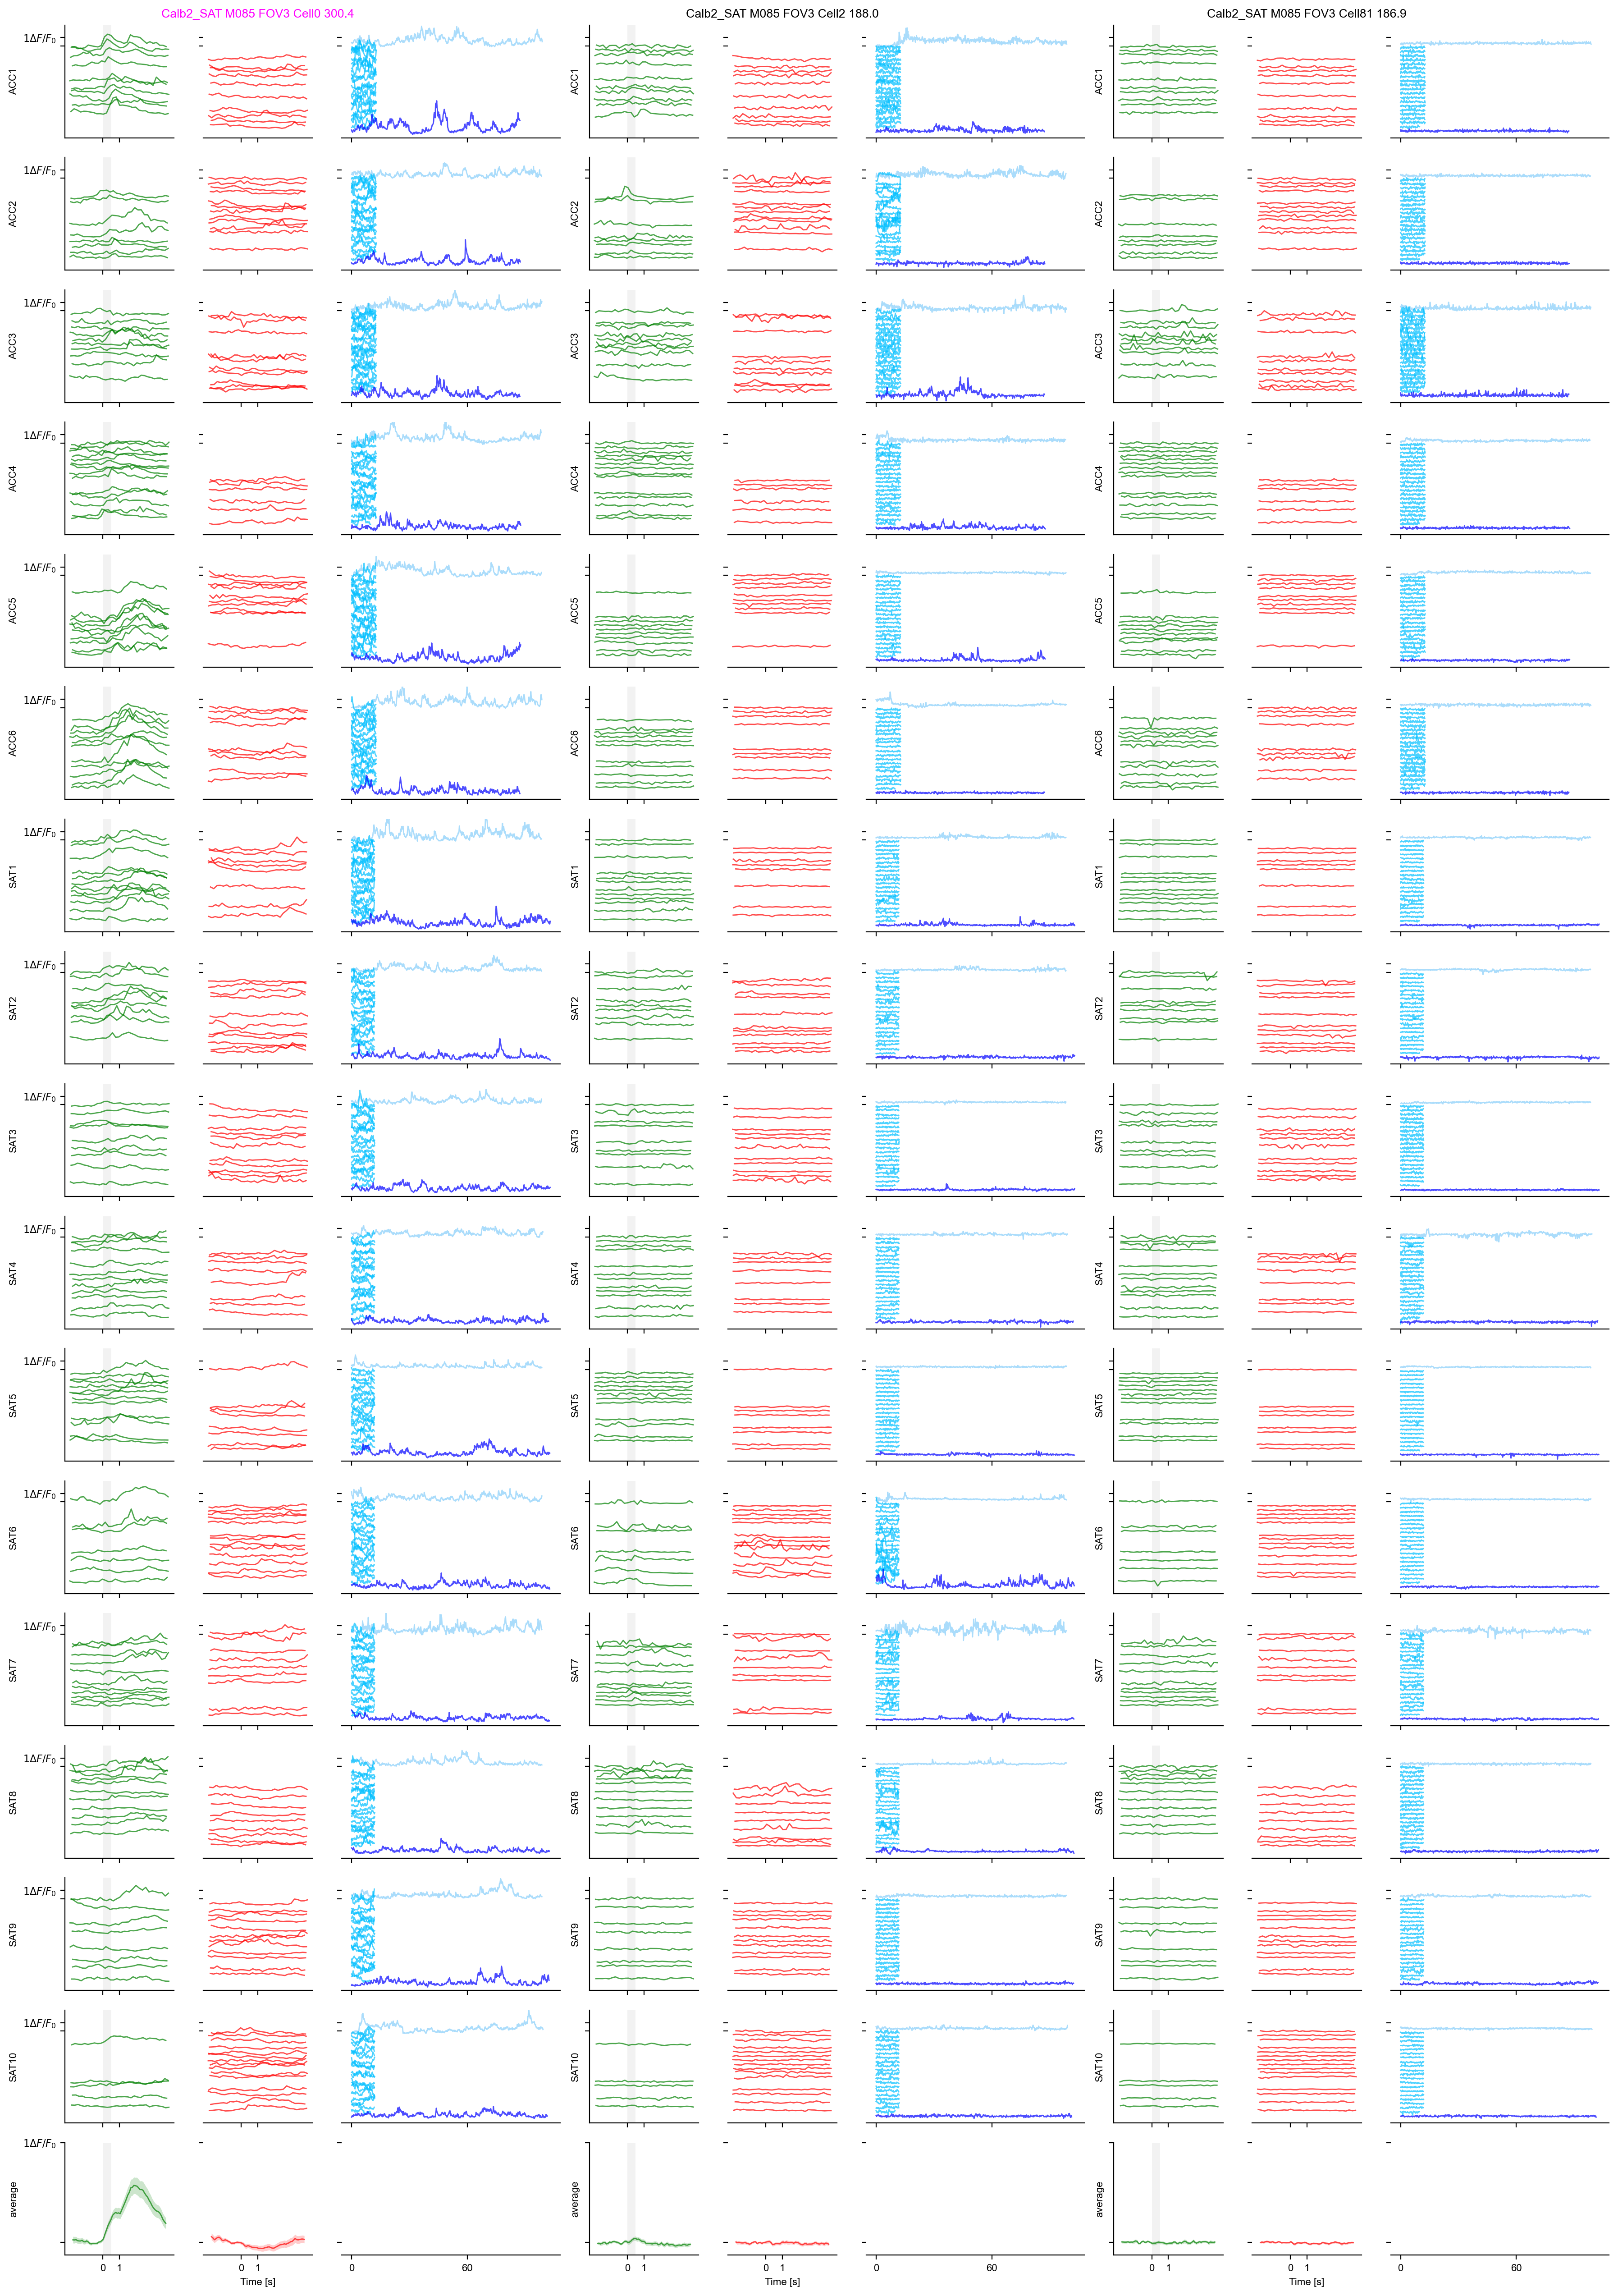 Calb2_SAT M085 FOV3 Cell0 300.4 Calb2_SAT M085 FOV3 Cell2 188.0 Calb2_SAT M085 FOV3 Cell81 186.9
1ΔF/F₀
ACC1 ACC1 ACC1
1ΔF/F₀
ACC2 ACC2 ACC2
1ΔF/F₀
ACC3 ACC3 ACC3
1ΔF/F₀
ACC4 ACC4 ACC4
1ΔF/F₀
ACC5 ACC5 ACC5
1ΔF/F₀
ACC6 ACC6 ACC6
1ΔF/F₀
SAT1 SAT1 SAT1
1ΔF/F₀
SAT2 SAT2 SAT2
1ΔF/F₀
SAT3 SAT3 SAT3
1ΔF/F₀
SAT4 SAT4 SAT4
1ΔF/F₀
SAT5 SAT5 SAT5
1ΔF/F₀
SAT6 SAT6 SAT6
1ΔF/F₀
SAT7 SAT7 SAT7
1ΔF/F₀
SAT8 SAT8 SAT8
1ΔF/F₀
SAT9 SAT9 SAT9
1ΔF/F₀
SAT10 SAT10 SAT10
1ΔF/F₀
average average average
0 1 0 1 0 60 0 1 0 1 0 60 0 1 0 1 0 60
Time [s] Time [s] Time [s]